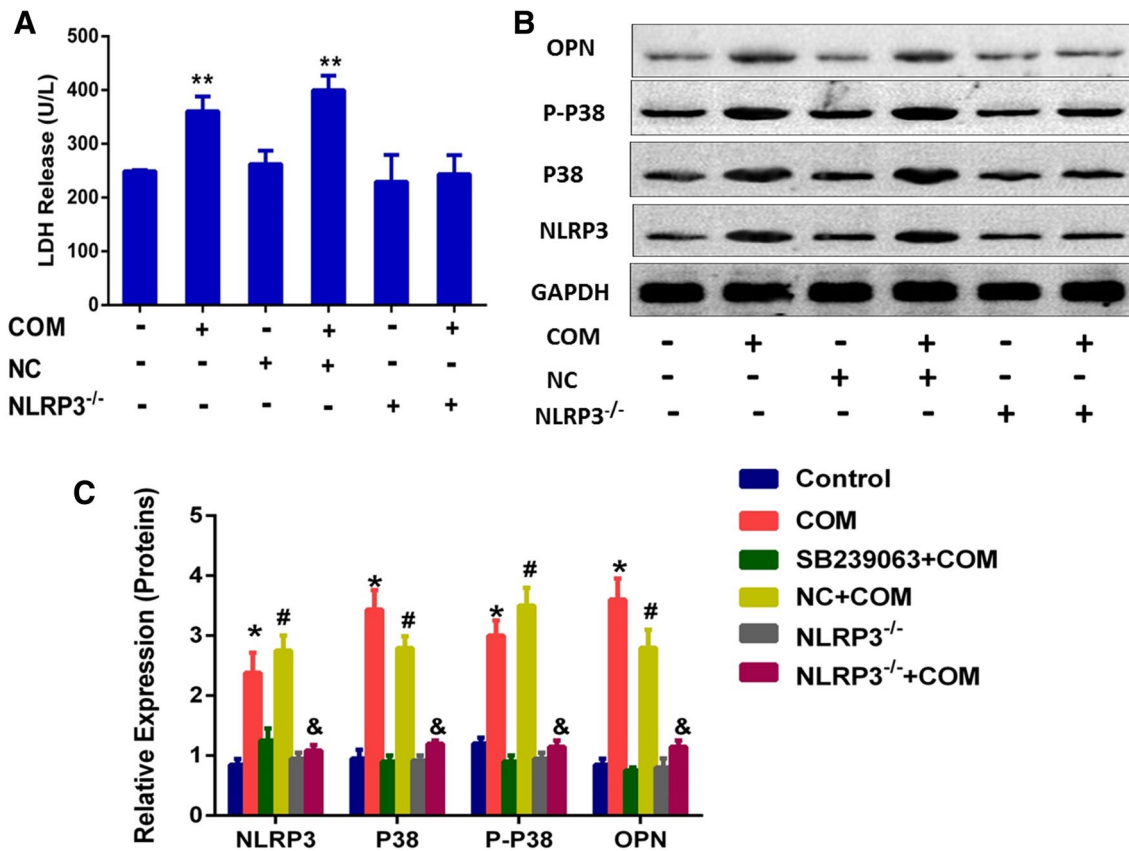 A
LDH Release (U/L)
500
400
300
200
100
0
** **
COM - + - + - +
NC - - + + - -
NLRP3-/- - - - - + +
B
OPN
P-P38
P38
NLRP3
GAPDH
COM - + - + - +
NC - - + + - -
NLRP3-/- - - - - + +
C
Relative Expression (Proteins)
5
4
3
2
1
0
* # &
* # &
* # &
* # &
NLRP3 P38 P-P38 OPN
Control
COM
SB239063+COM
NC+COM
NLRP3-/-
NLRP3-/-+COM